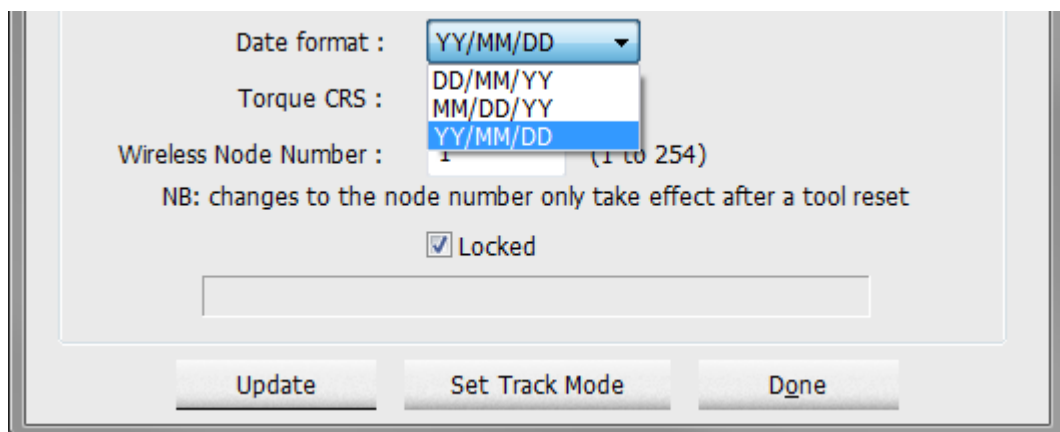 Date format : YY/MM/DD
DD/MM/YY
Torque CRS :
MM/DD/YY
YY/MM/DD
Wireless Node Number : 1 (1 to 254)
NB: changes to the node number only take effect after a tool reset
Locked
Update Set Track Mode Done